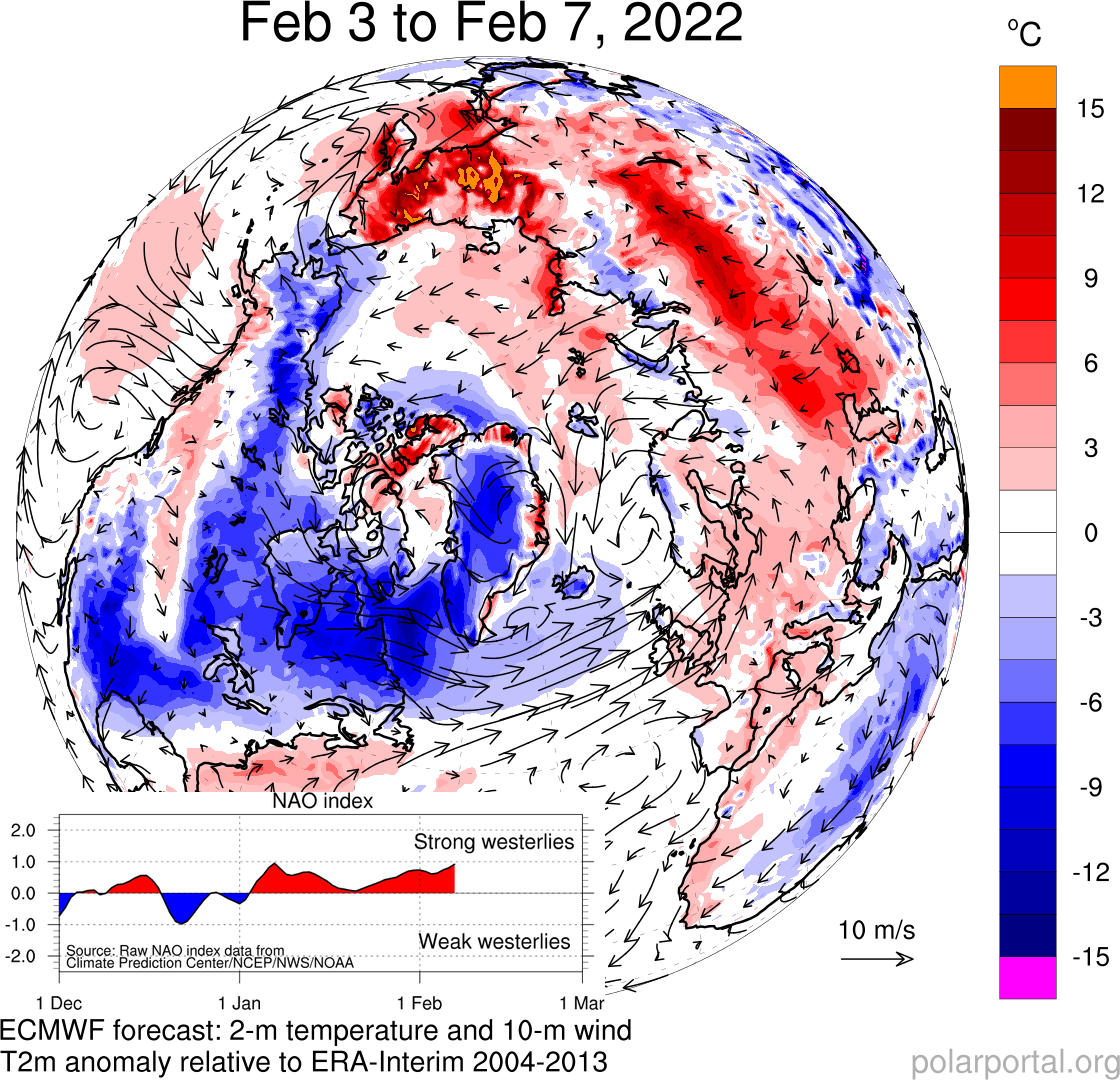 Feb 3 to Feb 7, 2022
°C
15
12
9
6
3
0
-3
-6
-9
-12
-15
10 m/s
NAO index
2.0
1.0
0.0
-1.0
-2.0
Strong westerlies
Weak westerlies
Source: Raw NAO index data from
Climate Prediction Center/NCEP/NWS/NOAA
1 Dec 1 Jan 1 Feb 1 Mar
ECMWF forecast: 2-m temperature and 10-m wind
T2m anomaly relative to ERA-Interim 2004-2013
polarportal.org